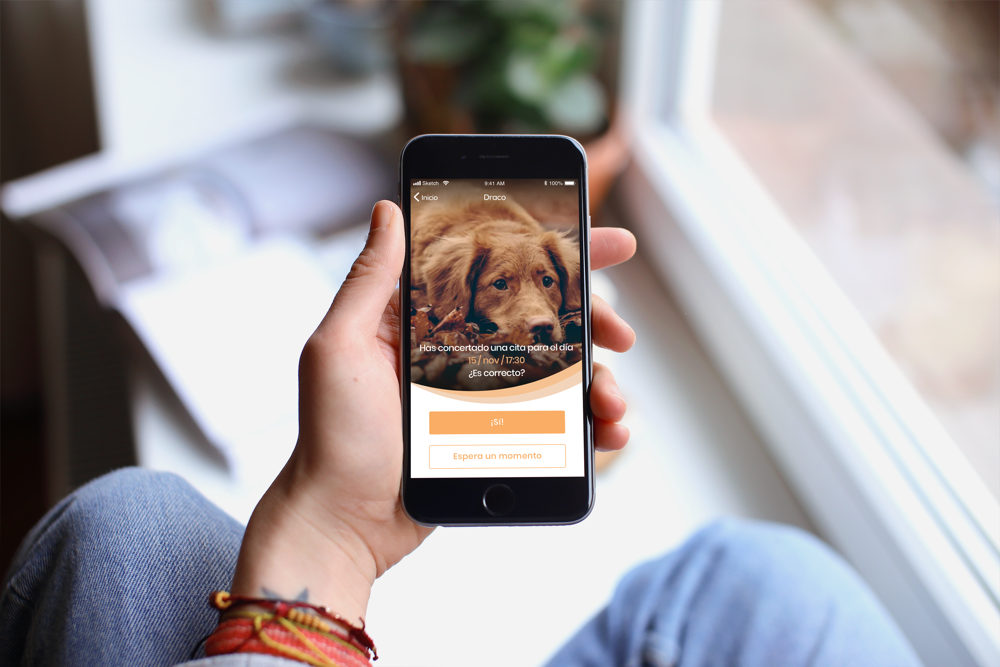 Sketch 9:41 AM 100%
Inicio Draco
Has concertado una cita para el día
15 / nov / 17:30
¿Es correcto?
¡Sí!
Espera un momento